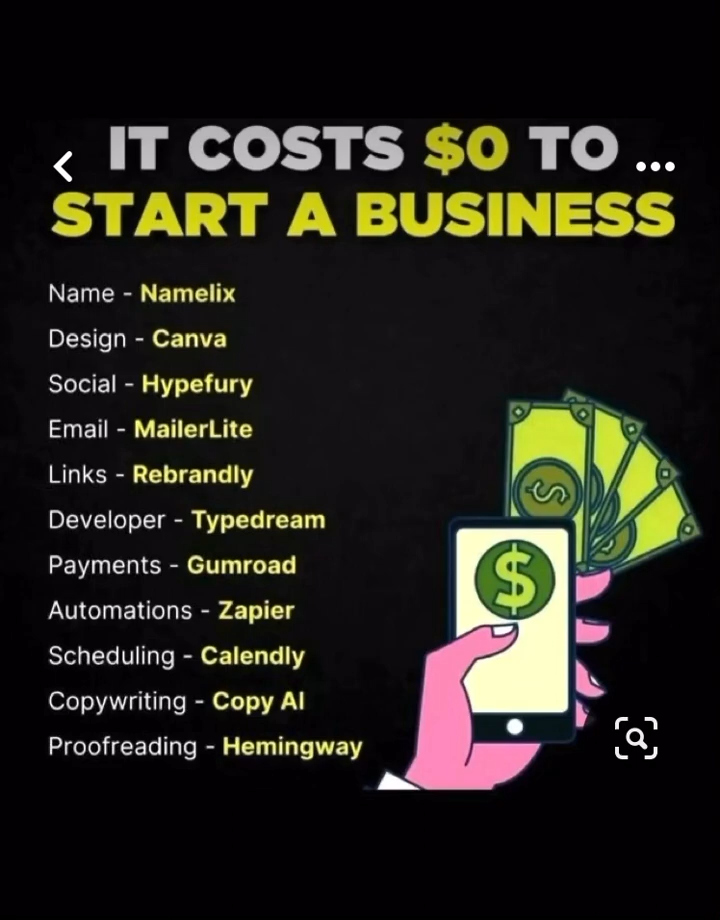 IT COSTS $0 TO
START A BUSINESS
Name - Namelix
Design - Canva
Social - Hypefury
Email - MailerLite
Links - Rebrandly
Developer - Typedream
Payments - Gumroad
Automations - Zapier
Scheduling - Calendly
Copywriting - Copy AI
Proofreading - Hemingway
$
$